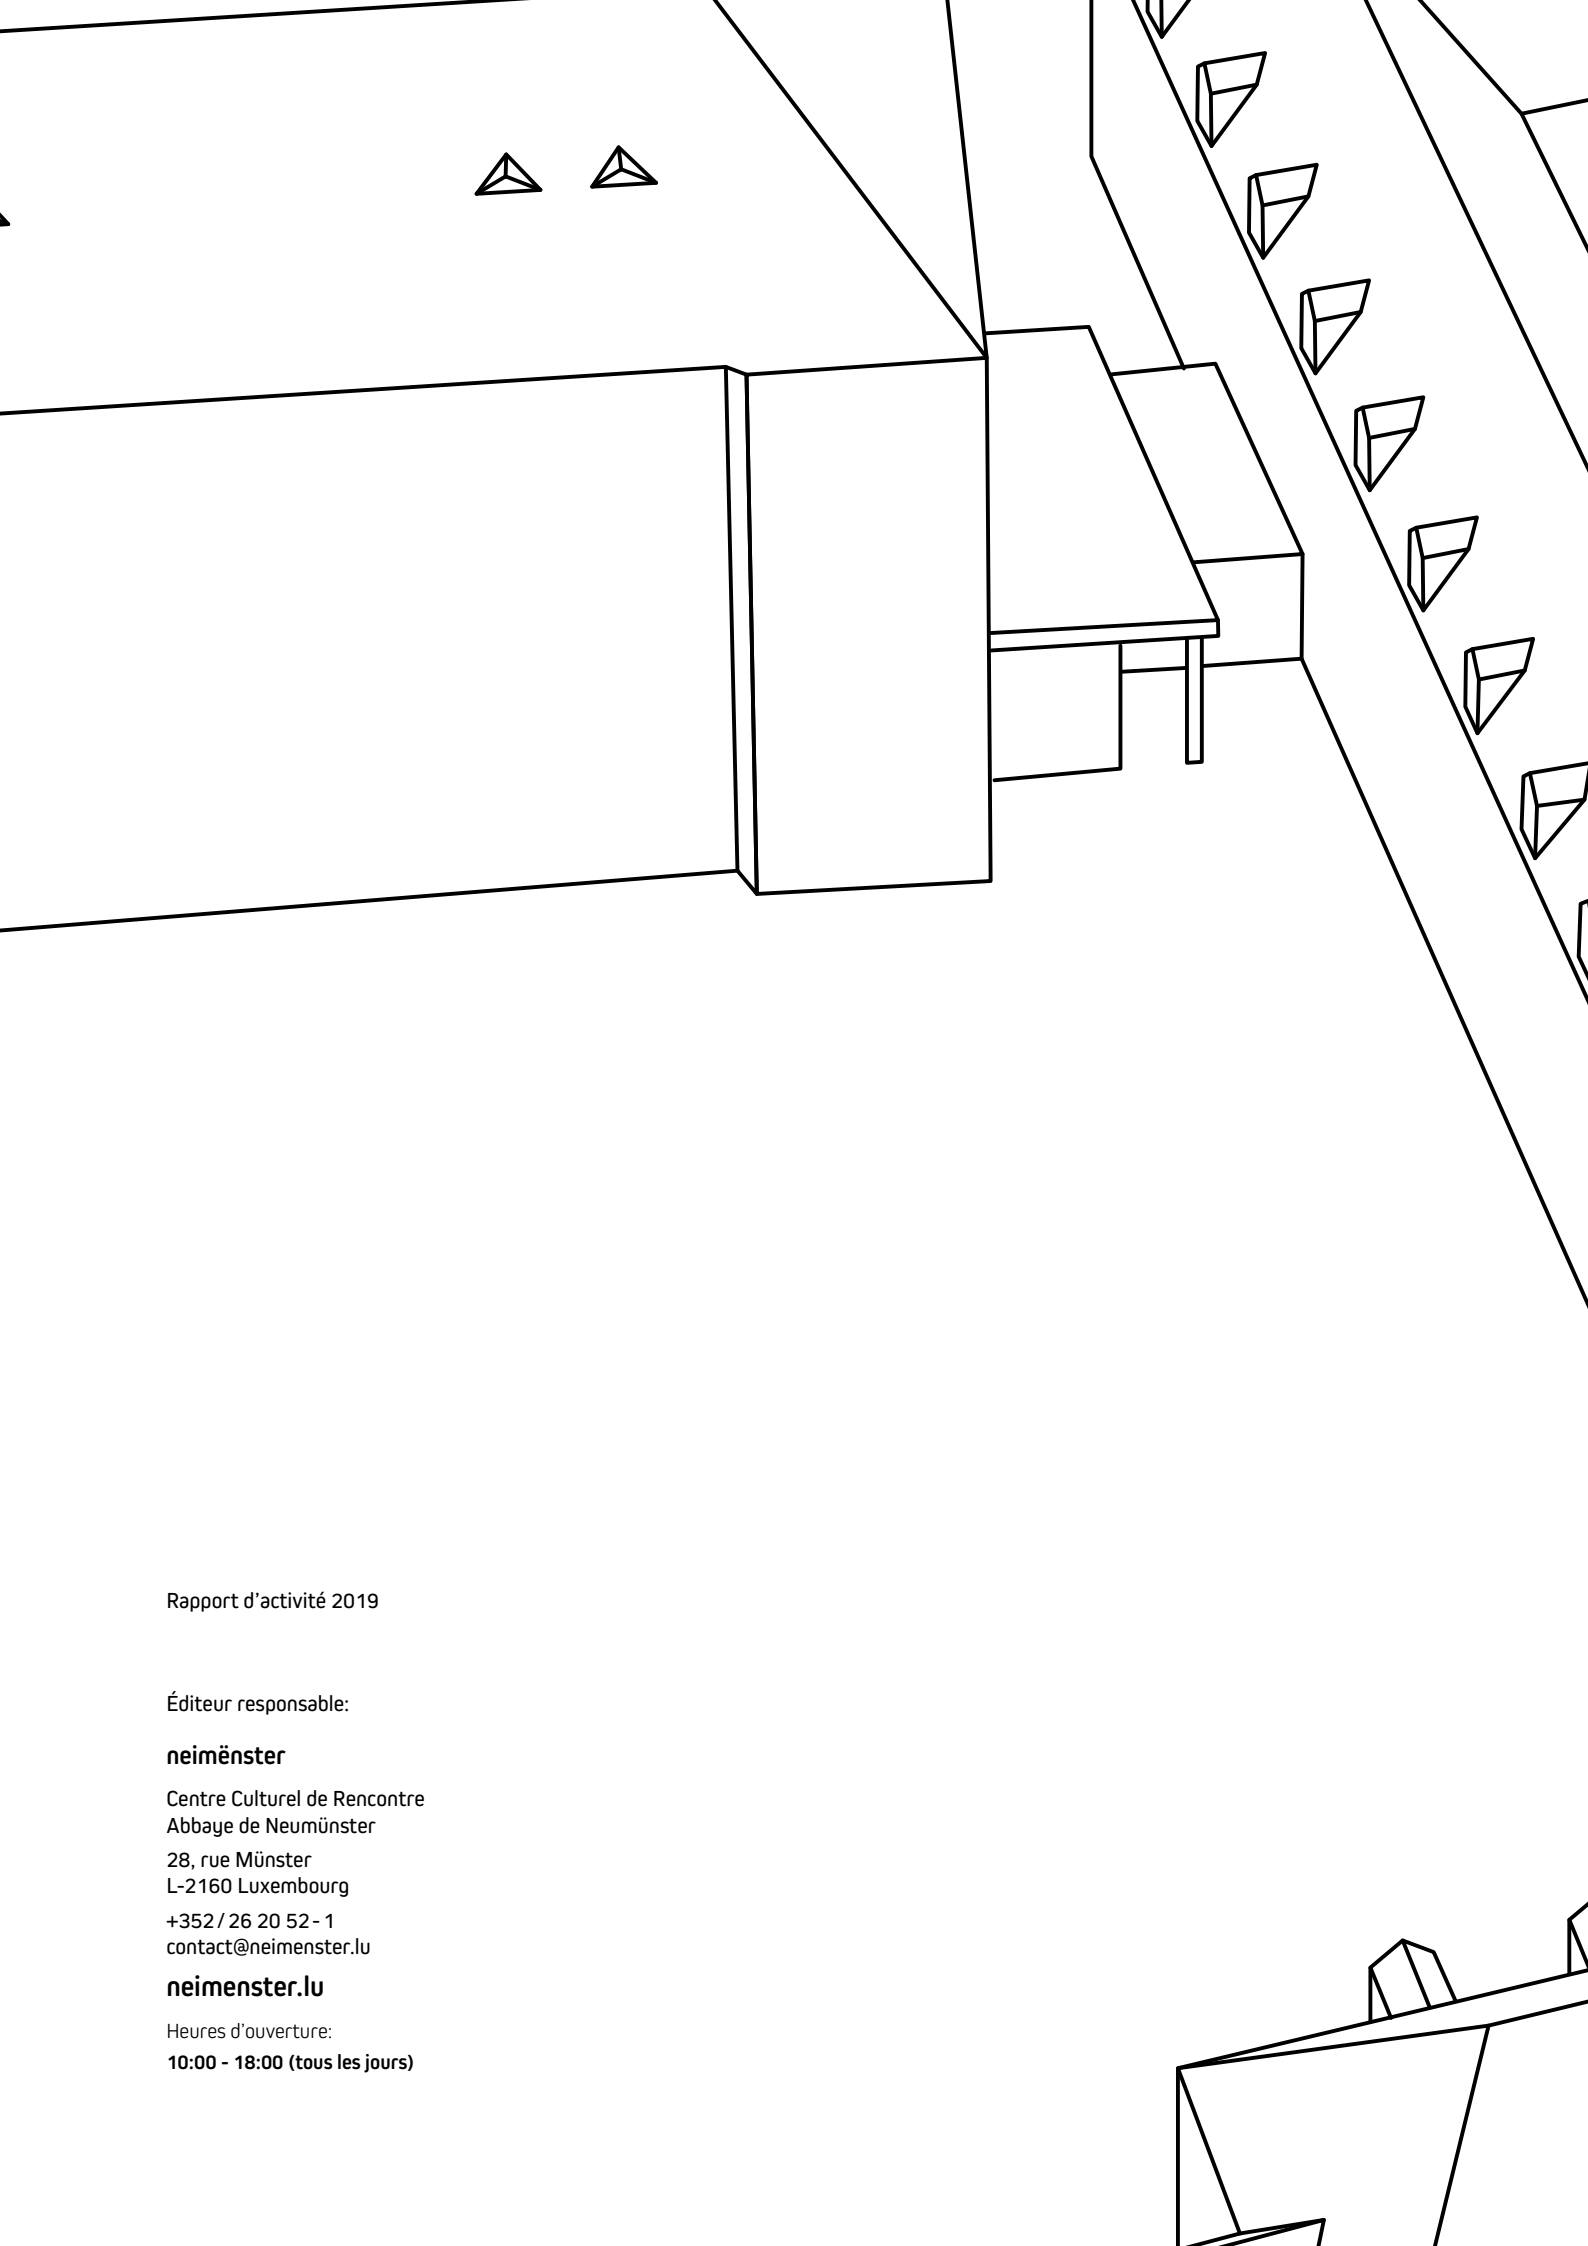 Rapport d’activité 2019
Éditeur responsable:
neimënster
Centre Culturel de Rencontre
Abbaye de Neumünster
28, rue Münster
L-2160 Luxembourg
+352/26 20 52-1
contact@neimenster.lu
neimenster.lu
Heures d’ouverture:
10:00 - 18:00 (tous les jours)